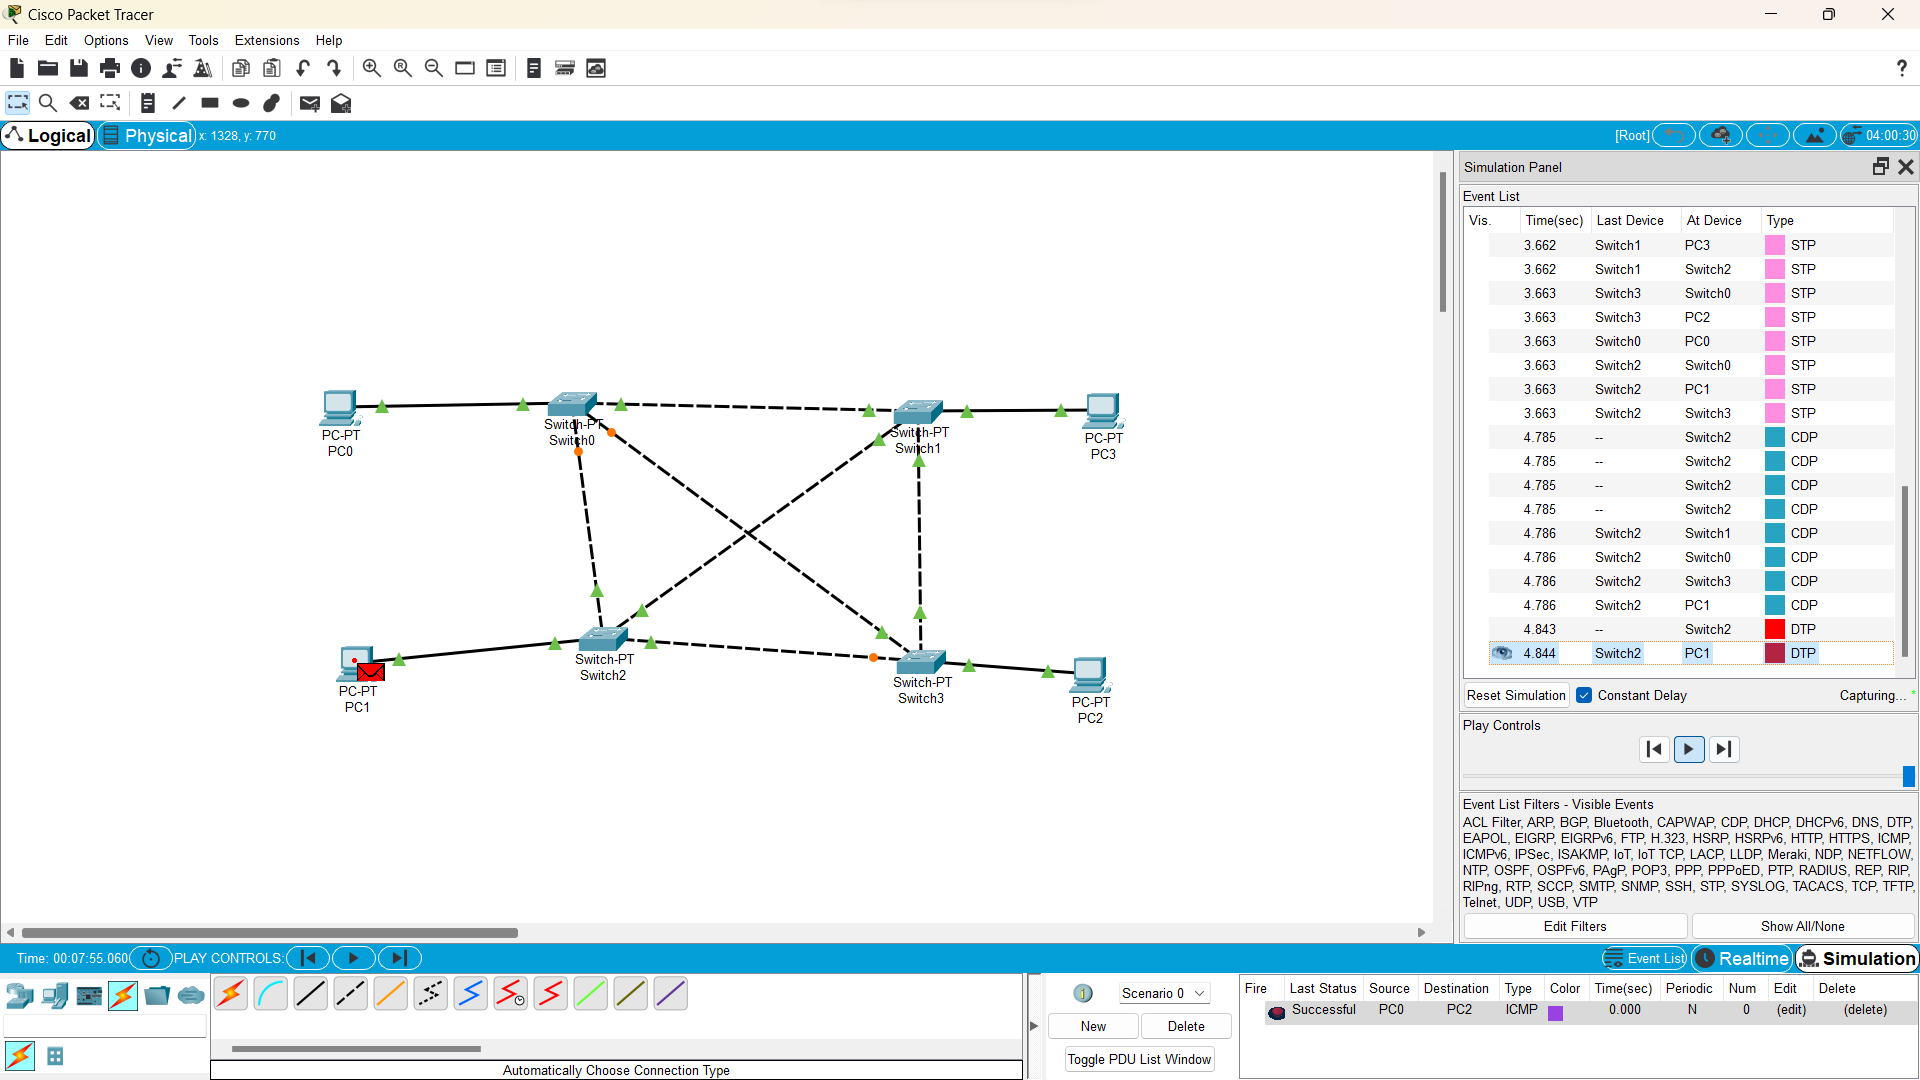 Cisco Packet Tracer
File Edit Options View Tools Extensions Help
?
Logical Physical x: 1328, y: 770 [Root] 04:00:30
Simulation Panel
Event List
Vis. Time(sec) Last Device At Device Type
3.662 Switch1 PC3 STP
3.662 Switch1 Switch2 STP
3.663 Switch3 Switch0 STP
3.663 Switch3 PC2 STP
3.663 Switch0 PC0 STP
3.663 Switch2 Switch0 STP
3.663 Switch2 PC1 STP
3.663 Switch2 Switch3 STP
4.785 -- Switch2 CDP
4.785 -- Switch2 CDP
4.785 -- Switch2 CDP
4.785 -- Switch2 CDP
4.786 Switch2 Switch1 CDP
4.786 Switch2 Switch0 CDP
4.786 Switch2 Switch3 CDP
4.786 Switch2 PC1 CDP
4.843 -- Switch2 DTP
4.844 Switch2 PC1 DTP
Reset Simulation Constant Delay Capturing... *
Play Controls
Event List Filters - Visible Events
ACL Filter, ARP, BGP, Bluetooth, CAPWAP, CDP, DHCP, DHCPv6, DNS, DTP,
EAPOL, EIGRP, EIGRPv6, FTP, H.323, HSRP, HSRPv6, HTTP, HTTPS, ICMP,
ICMPv6, IPSec, ISAKMP, IoT, IoT TCP, LACP, LLDP, Meraki, NDP, NETFLOW,
NTP, OSPF, OSPFv6, PAgP, POP3, PPP, PPPoED, PTP, RADIUS, REP, RIP,
RIPng, RTP, SCCP, SMTP, SNMP, SSH, STP, SYSLOG, TACACS, TCP, TFTP,
Telnet, UDP, USB, VTP
Edit Filters Show All/None
PC-PT
PC0
Switch-PT
Switch0
Switch-PT
Switch1
PC-PT
PC3
PC-PT
PC1
Switch-PT
Switch2
Switch-PT
Switch3
PC-PT
PC2
Time: 00:07:55.060 PLAY CONTROLS: Event List Realtime Simulation
Automatically Choose Connection Type
Scenario 0
New Delete
Toggle PDU List Window
Fire Last Status Source Destination Type Color Time(sec) Periodic Num Edit Delete
Successful PC0 PC2 ICMP 0.000 N 0 (edit) (delete)